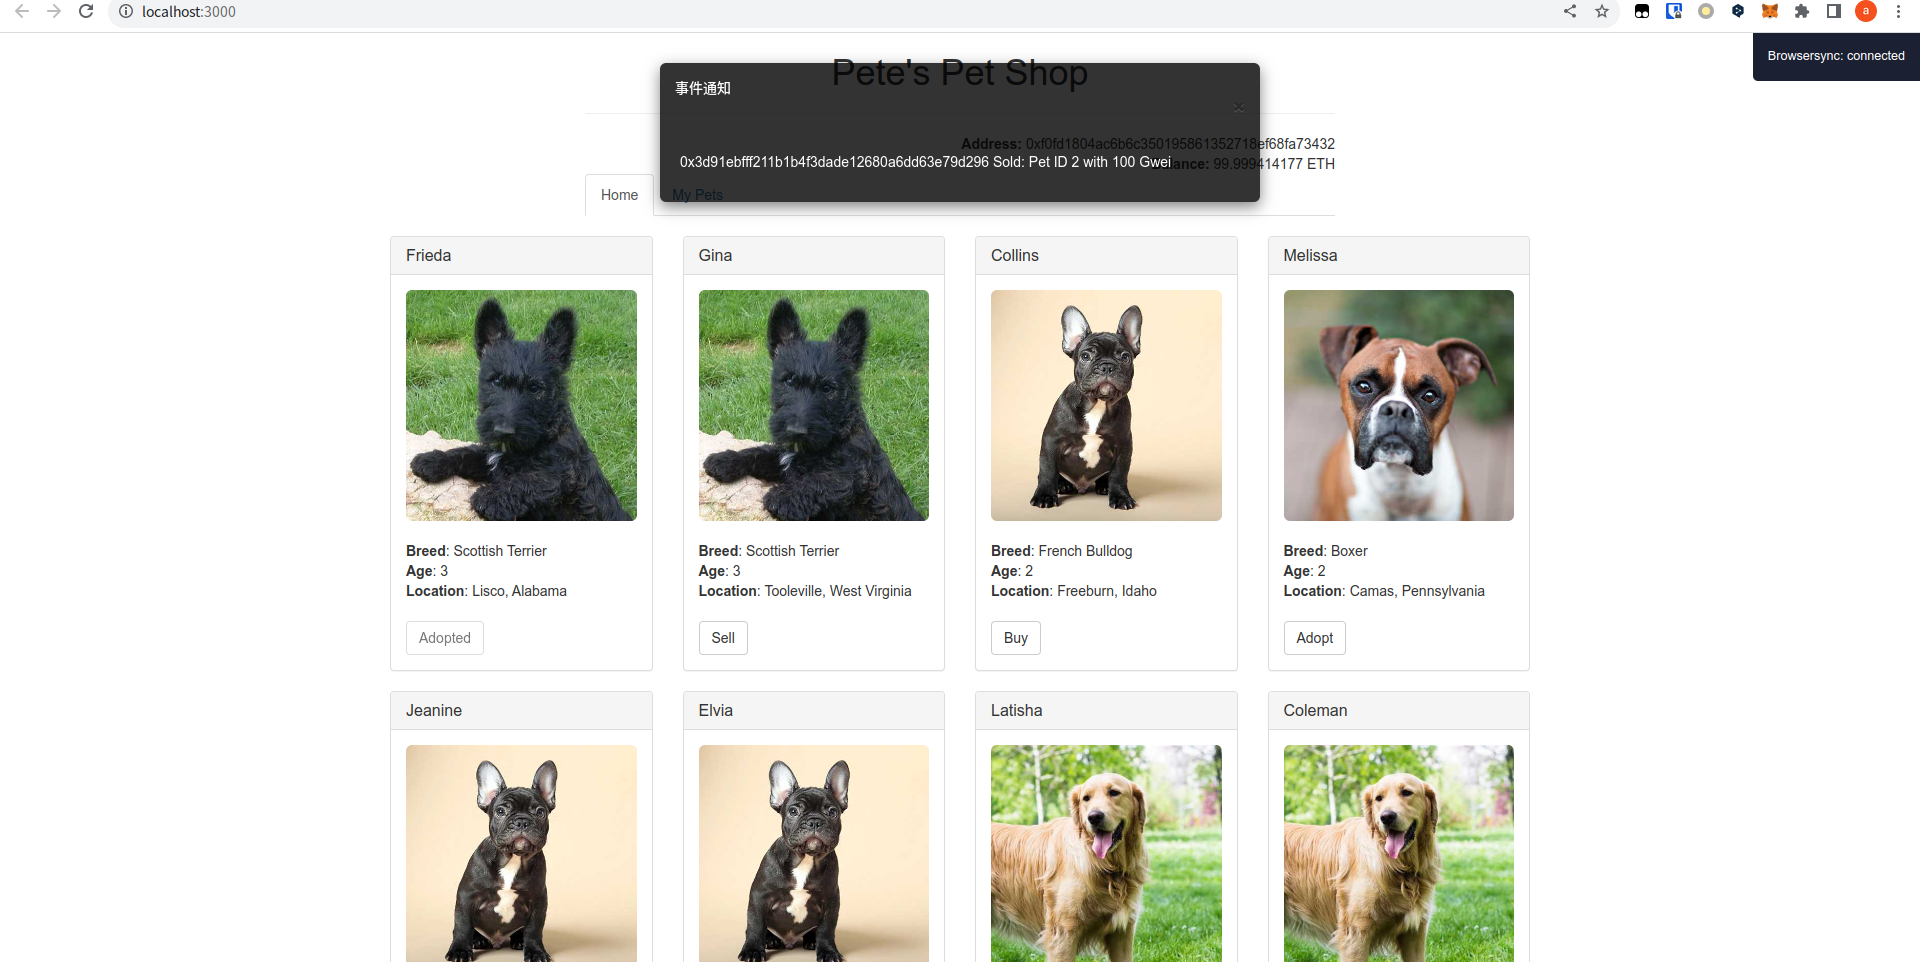 localhost:3000
a
Browsersync: connected
Pete's Pet Shop
事件通知
×
Address: 0xf0fd1804ac6b6c350195861352718ef68fa73432
0x3d91ebfff211b1b4f3dade12680a6dd63e79d296 Sold: Pet ID 2 with 100 Gwei
Balance: 99.999414177 ETH
Home
My Pets
Frieda
Gina
Collins
Melissa
Breed: Scottish Terrier
Age: 3
Location: Lisco, Alabama
Adopted
Breed: Scottish Terrier
Age: 3
Location: Tooleville, West Virginia
Sell
Breed: French Bulldog
Age: 2
Location: Freeburn, Idaho
Buy
Breed: Boxer
Age: 2
Location: Camas, Pennsylvania
Adopt
Jeanine
Elvia
Latisha
Coleman